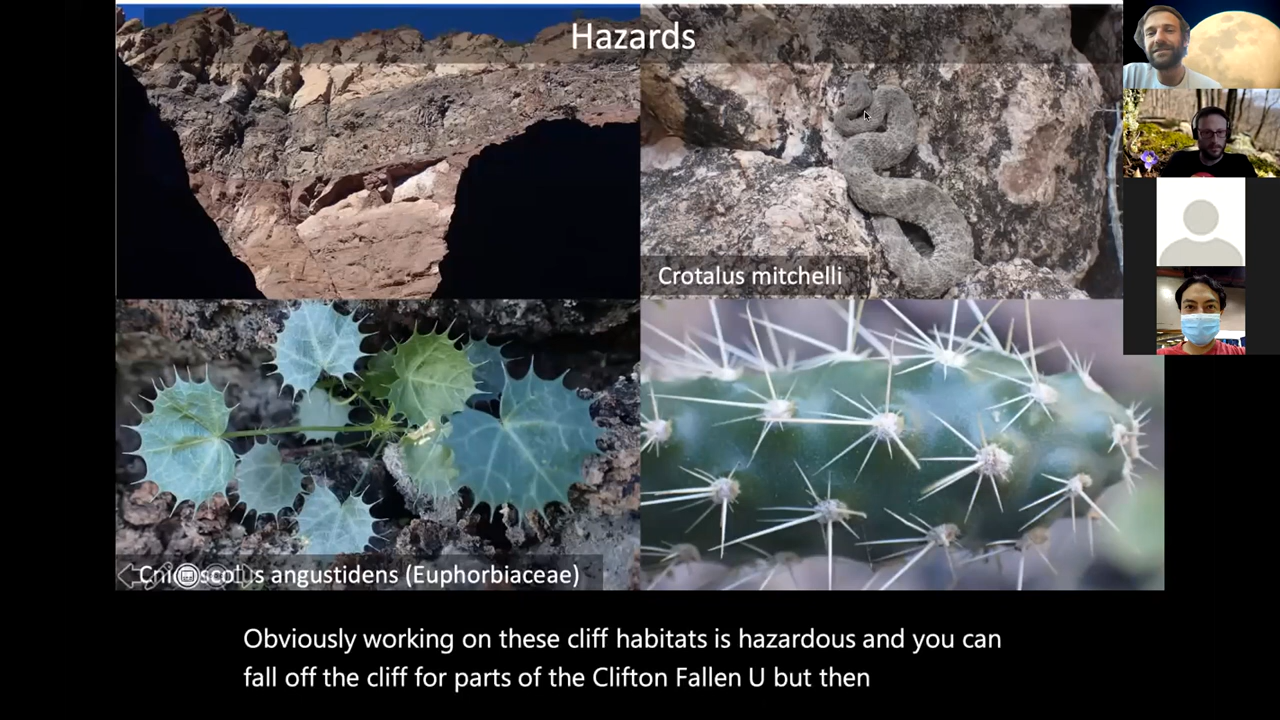 Hazards
Crotalus mitchelli
angustidens (Euphorbiaceae)
Obviously working on these cliff habitats is hazardous and you can
fall off the cliff for parts of the Clifton Fallen U but then